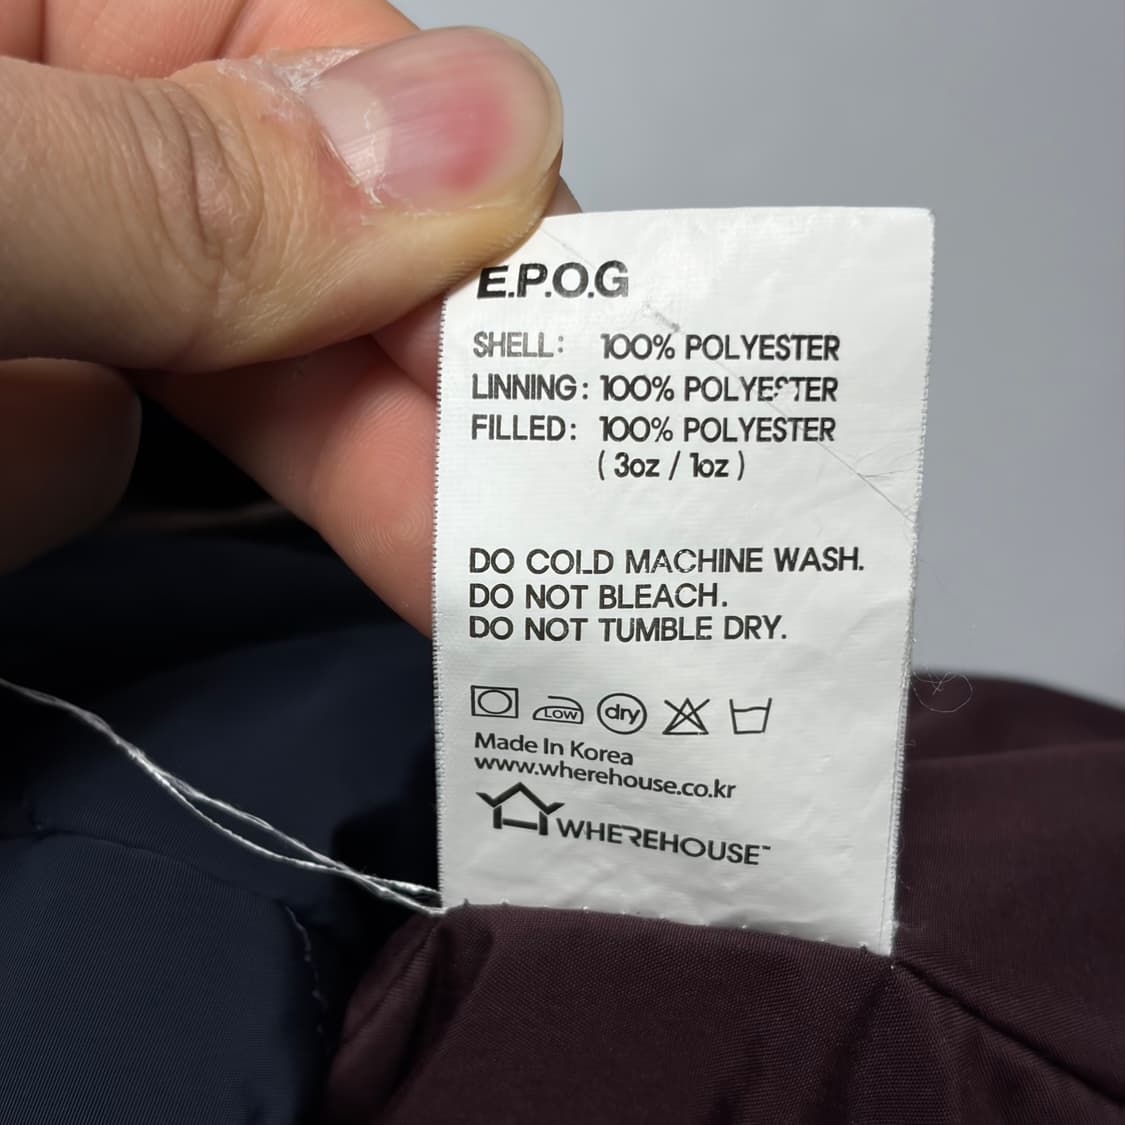 E.P.O.G
SHELL: 100% POLYESTER
LINNING: 100% POLYESTER
FILLED: 100% POLYESTER
( 3oz / 1oz )
DO COLD MACHINE WASH.
DO NOT BLEACH.
DO NOT TUMBLE DRY.
LOW dry
Made In Korea
www.wherehouse.co.kr
WHEREHOUSE™